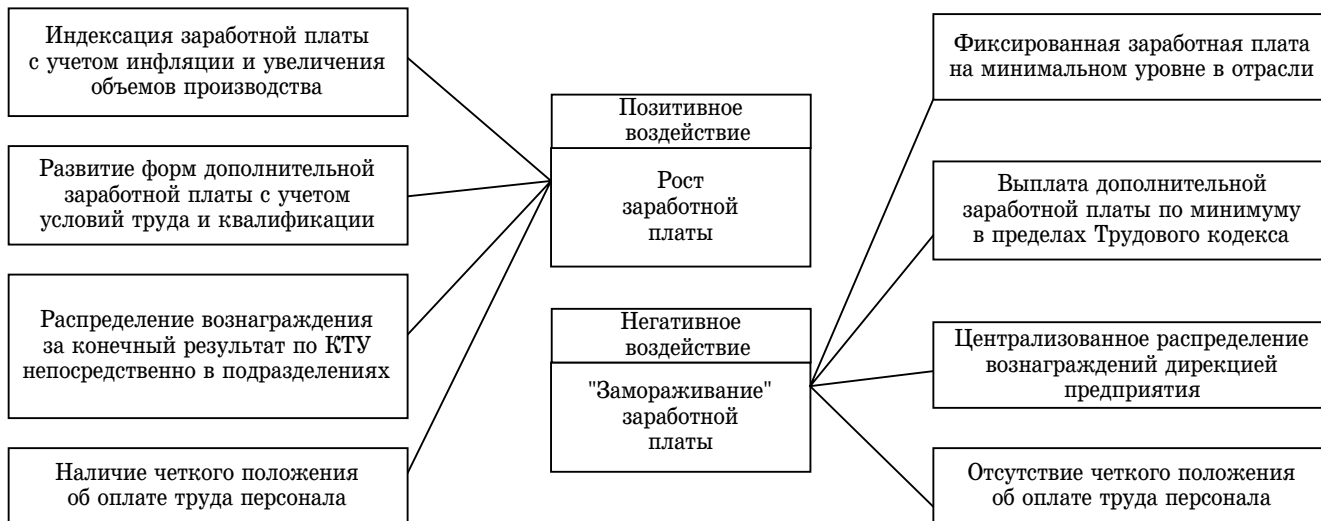 Индексация заработной платы
с учетом инфляции и увеличения
объемов производства
Развитие форм дополнительной
заработной платы с учетом
условий труда и квалификации
Распределение вознаграждения
за конечный результат по КТУ
непосредственно в подразделениях
Наличие четкого положения
об оплате труда персонала
Позитивное
воздействие
Рост
заработной
платы
Негативное
воздействие
"Замораживание"
заработной
платы
Фиксированная заработная плата
на минимальном уровне в отрасли
Выплата дополнительной
заработной платы по минимуму
в пределах Трудового кодекса
Централизованное распределение
вознаграждений дирекцией
предприятия
Отсутствие четкого положения
об оплате труда персонала